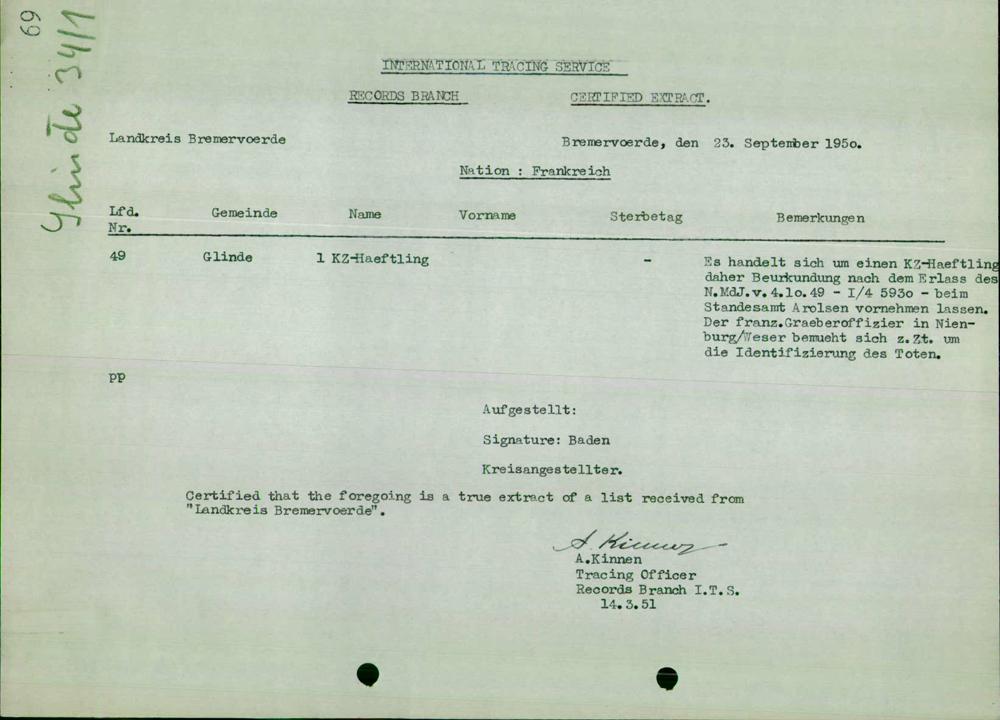 69
Glinde 34/1
INTERNATIONAL TRACING SERVICE
RECORDS BRANCH CERTIFIED EXTRACT.
Landkreis Bremervoerde Bremervoerde, den 23. September 195o.
Nation : Frankreich
Lfd. Nr. Gemeinde Name Vorname Sterbetag Bemerkungen
49 Glinde 1 KZ-Haeftling - Es handelt sich um einen KZ-Haeftling
daher Beurkundung nach dem Erlass des
N.MdJ.v.4.1o.49 - I/4 593o - beim
Standesamt Arolsen vornehmen lassen.
Der franz.Graeberoffizier in Nien-
burg/Weser bemueht sich z.Zt. um
die Identifizierung des Toten.
pp
Aufgestellt:
Signature: Baden
Kreisangestellter.
Certified that the foregoing is a true extract of a list received from
"Landkreis Bremervoerde".
A. Kinnen
A.Kinnen
Tracing Officer
Records Branch I.T.S.
14.3.51